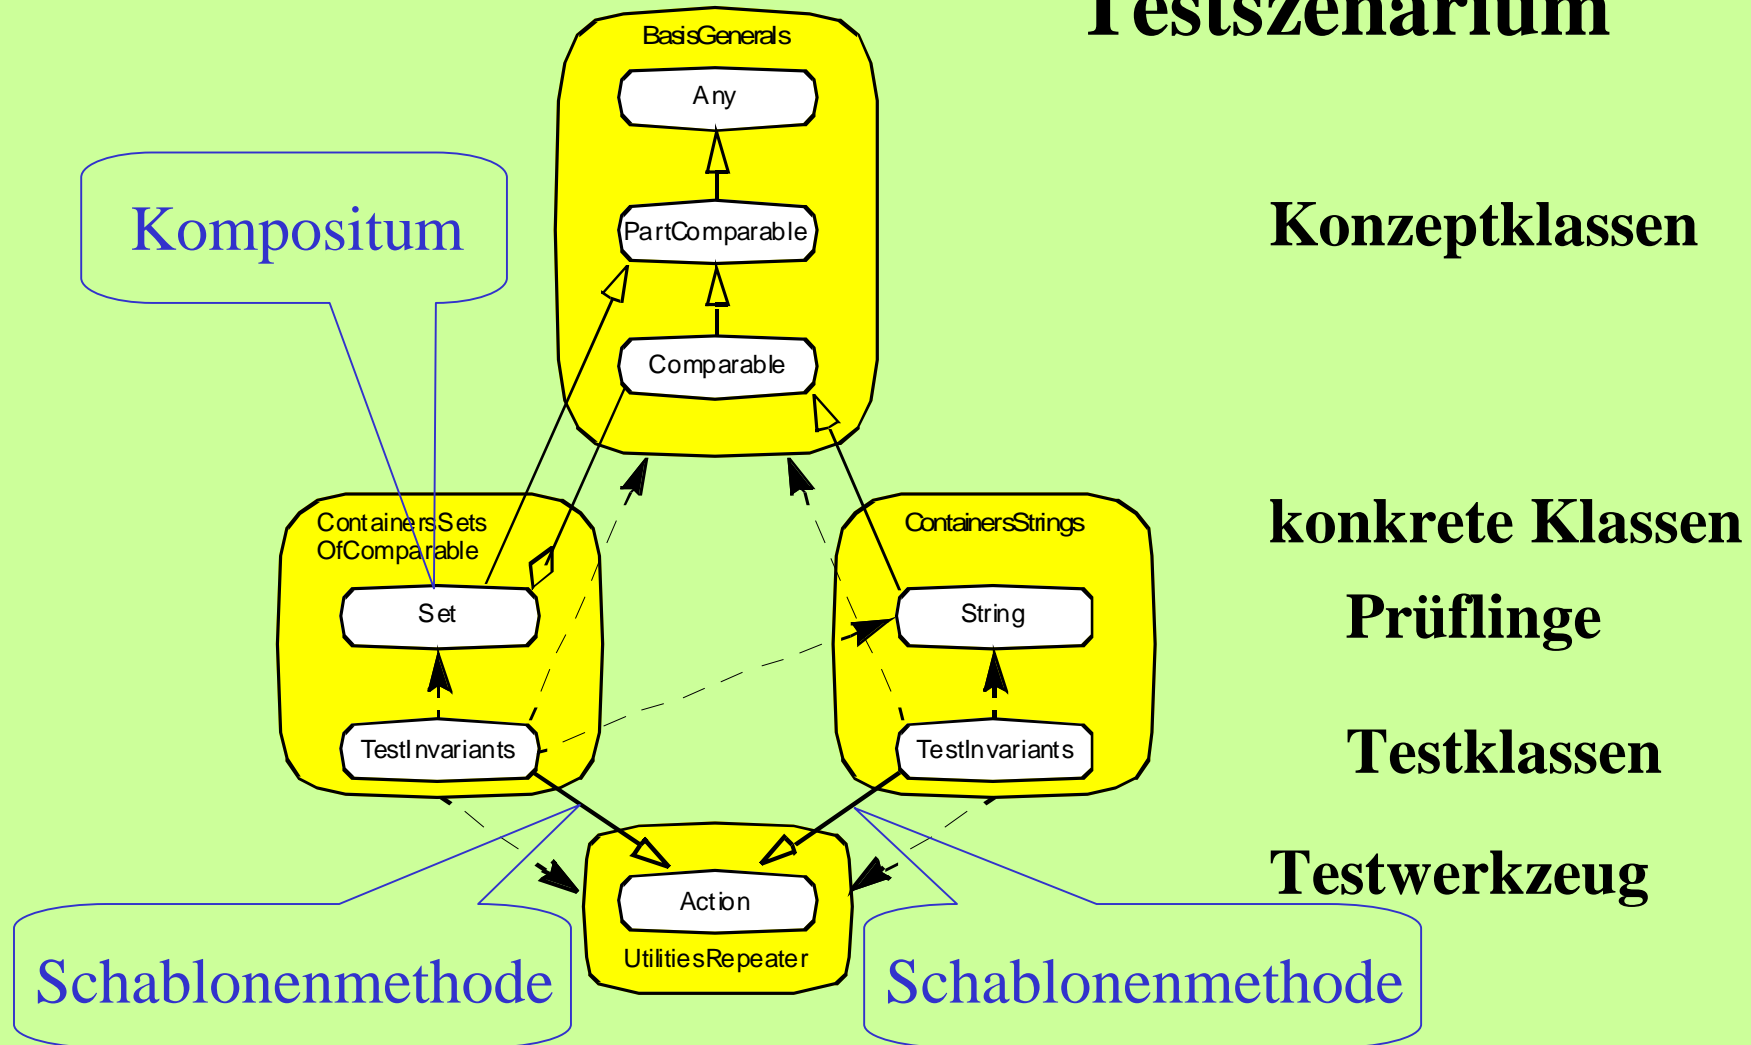 Testszenarium
BasisGenerals
Any
Kompositum
PartComparable
Konzeptklassen
Comparable
ContainersSets
OfComparable
ContainersStrings
konkrete Klassen
Set
String
Prüflinge
TestInvariants
TestInvariants
Testklassen
Action
Testwerkzeug
UtilitiesRepeater
Schablonenmethode
Schablonenmethode